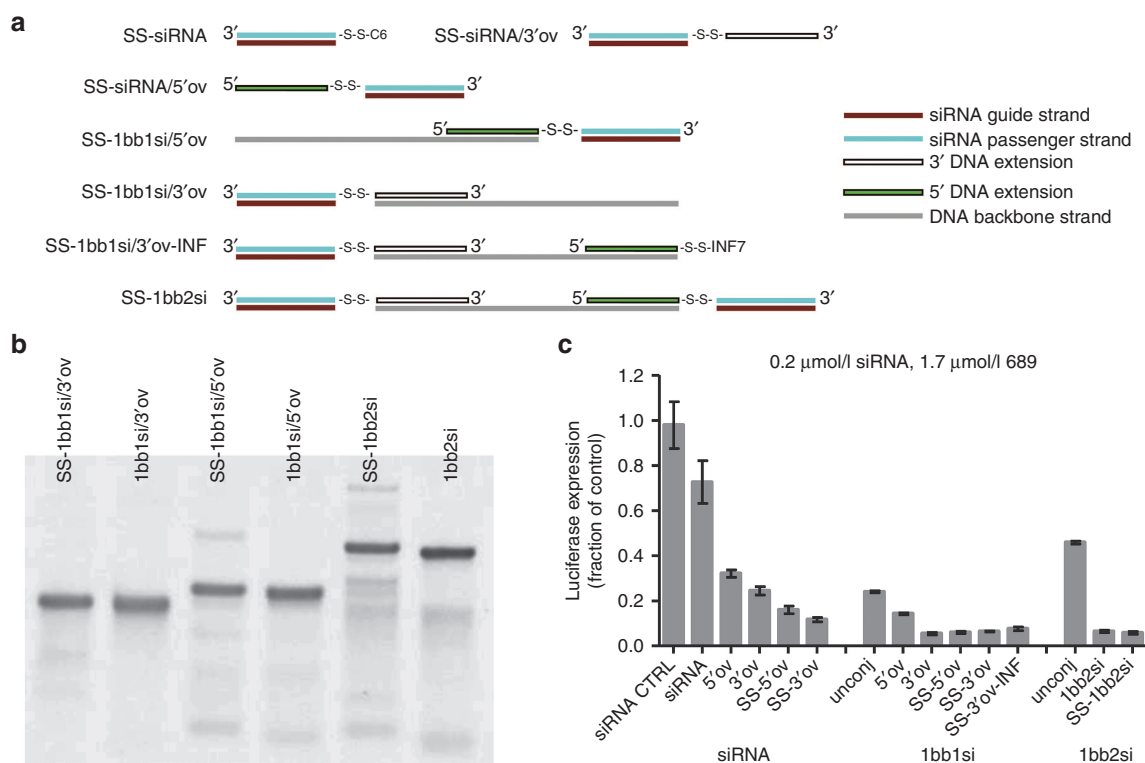 a
SS-siRNA 3′ -S-S-C6 SS-siRNA/3′ov 3′ -S-S- 3′
SS-siRNA/5′ov 5′ -S-S- 3′
SS-1bb1si/5′ov 5′ -S-S- 3′
SS-1bb1si/3′ov 3′ -S-S- 3′
SS-1bb1si/3′ov-INF 3′ -S-S- 3′ 5′ -S-S-INF7
SS-1bb2si 3′ -S-S- 3′ 5′ -S-S- 3′
siRNA guide strand
siRNA passenger strand
3′ DNA extension
5′ DNA extension
DNA backbone strand
b
SS-1bb1si/3′ov
1bb1si/3′ov
SS-1bb1si/5′ov
1bb1si/5′ov
SS-1bb2si
1bb2si
c
0.2 μmol/l siRNA, 1.7 μmol/l 689
Luciferase expression
(fraction of control)
1.2
1.0
0.8
0.6
0.4
0.2
0.0
siRNA CTRL
siRNA
5′ov
3′ov
SS-5′ov
SS-3′ov
unconj
5′ov
3′ov
SS-5′ov
SS-3′ov
SS-3′ov-INF
unconj
1bb2si
SS-1bb2si
siRNA 1bb1si 1bb2si